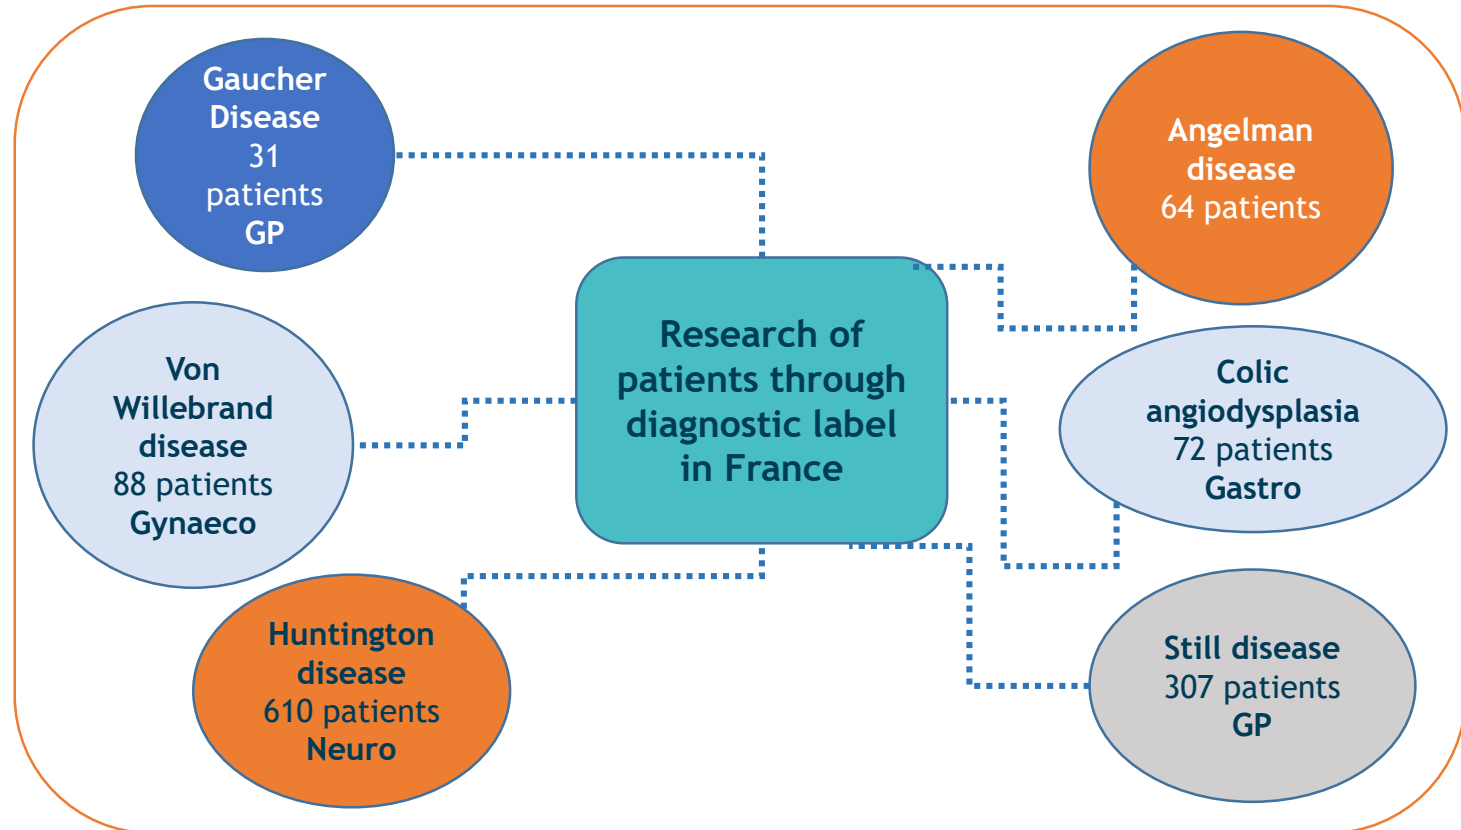 Gaucher
Disease
31
patients
GP
Angelman
disease
64 patients
Research of
patients through
diagnostic label
in France
Von
Willebrand
disease
88 patients
Gynaeco
Colic
angiodysplasia
72 patients
Gastro
Huntington
disease
610 patients
Neuro
Still disease
307 patients
GP